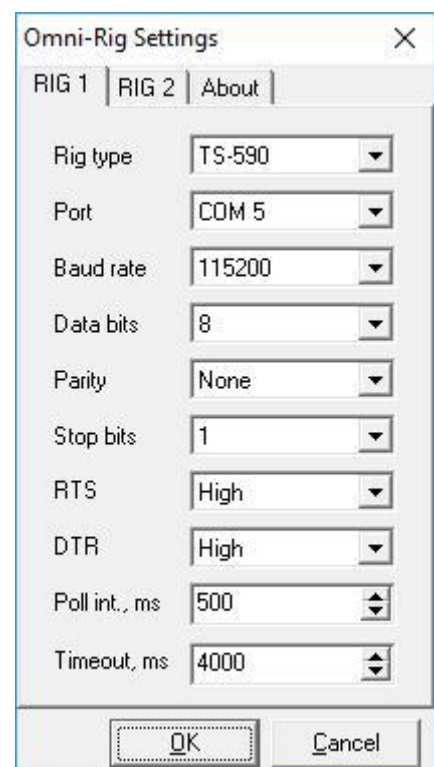 Omni-Rig Settings
RIG 1 RIG 2 About
Rig type TS-590
Port COM 5
Baud rate 115200
Data bits 8
Parity None
Stop bits 1
RTS High
DTR High
Poll int., ms 500
Timeout, ms 4000
OK Cancel